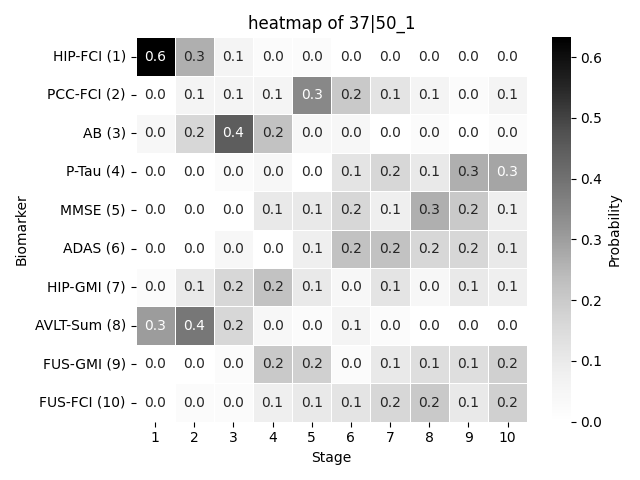 heatmap of 37|50_1
HIP-FCI (1) 0.6 0.3 0.1 0.0 0.0 0.0 0.0 0.0 0.0 0.0
PCC-FCI (2) 0.0 0.1 0.1 0.1 0.3 0.2 0.1 0.1 0.0 0.1
AB (3) 0.0 0.2 0.4 0.2 0.0 0.0 0.0 0.0 0.0 0.0
P-Tau (4) 0.0 0.0 0.0 0.0 0.0 0.1 0.2 0.1 0.3 0.3
MMSE (5) 0.0 0.0 0.0 0.1 0.1 0.2 0.1 0.3 0.2 0.1
ADAS (6) 0.0 0.0 0.0 0.0 0.1 0.2 0.2 0.2 0.2 0.1
HIP-GMI (7) 0.0 0.1 0.2 0.2 0.1 0.0 0.1 0.0 0.1 0.1
AVLT-Sum (8) 0.3 0.4 0.2 0.0 0.0 0.1 0.0 0.0 0.0 0.0
FUS-GMI (9) 0.0 0.0 0.0 0.2 0.2 0.0 0.1 0.1 0.1 0.2
FUS-FCI (10) 0.0 0.0 0.0 0.1 0.1 0.1 0.2 0.2 0.1 0.2
1 2 3 4 5 6 7 8 9 10
Stage
Biomarker
0.6
0.5
0.4
0.3
0.2
0.1
0.0
Probability